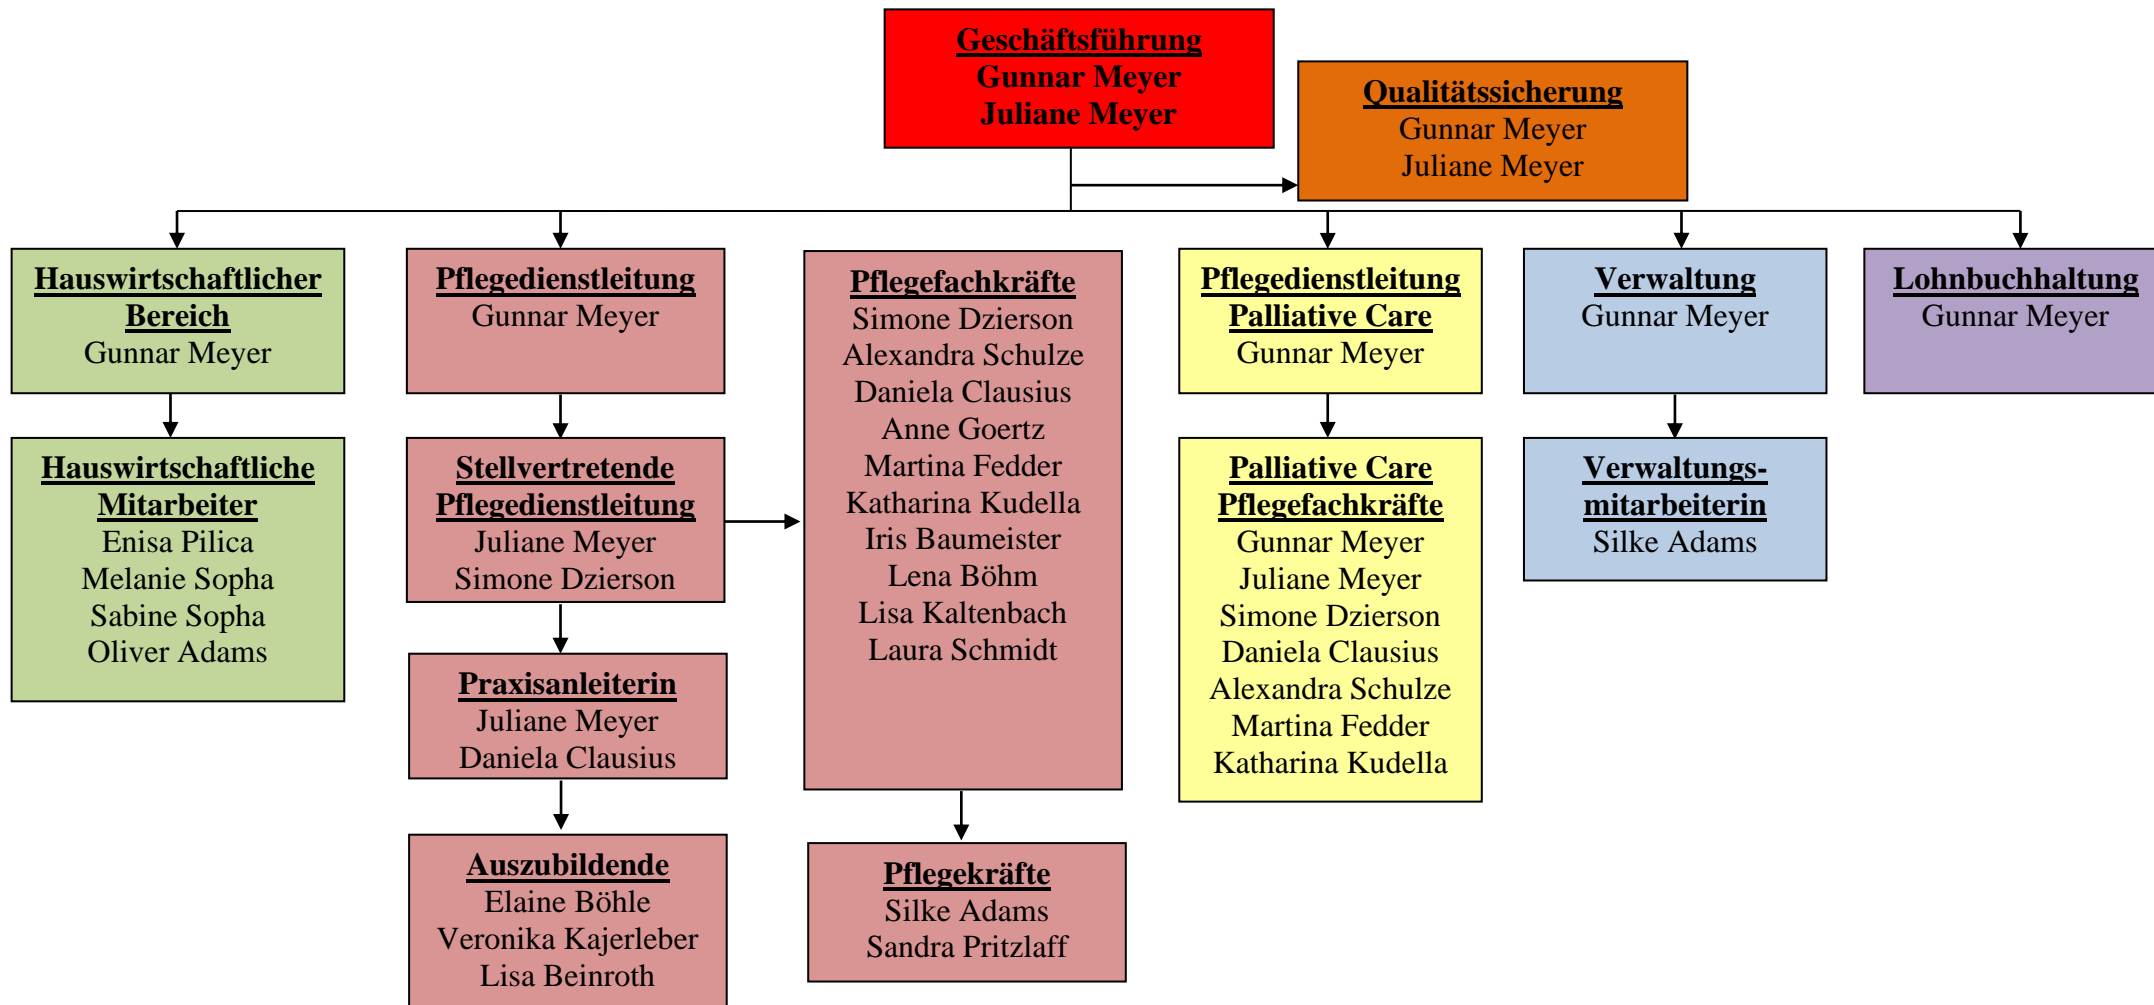 Geschäftsführung
Gunnar Meyer
Juliane Meyer
Qualitätssicherung
Gunnar Meyer
Juliane Meyer
Hauswirtschaftlicher
Bereich
Gunnar Meyer
Pflegedienstleitung
Gunnar Meyer
Pflegefachkräfte
Simone Dzierson
Alexandra Schulze
Daniela Clausius
Anne Goertz
Martina Fedder
Katharina Kudella
Iris Baumeister
Lena Böhm
Lisa Kaltenbach
Laura Schmidt
Pflegedienstleitung
Palliative Care
Gunnar Meyer
Verwaltung
Gunnar Meyer
Lohnbuchhaltung
Gunnar Meyer
Hauswirtschaftliche
Mitarbeiter
Enisa Pilica
Melanie Sopha
Sabine Sopha
Oliver Adams
Stellvertretende
Pflegedienstleitung
Juliane Meyer
Simone Dzierson
Palliative Care
Pflegefachkräfte
Gunnar Meyer
Juliane Meyer
Simone Dzierson
Daniela Clausius
Alexandra Schulze
Martina Fedder
Katharina Kudella
Verwaltungs-
mitarbeiterin
Silke Adams
Praxisanleiterin
Juliane Meyer
Daniela Clausius
Auszubildende
Elaine Böhle
Veronika Kajerleber
Lisa Beinroth
Pflegekräfte
Silke Adams
Sandra Pritzlaff